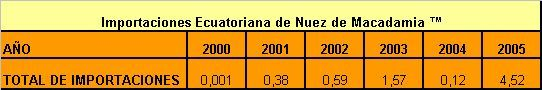 Importaciones Ecuatoriana de Nuez de Macadamia ™
AÑO 2000 2001 2002 2003 2004 2005
TOTAL DE IMPORTACIONES 0,001 0,38 0,59 1,57 0,12 4,52